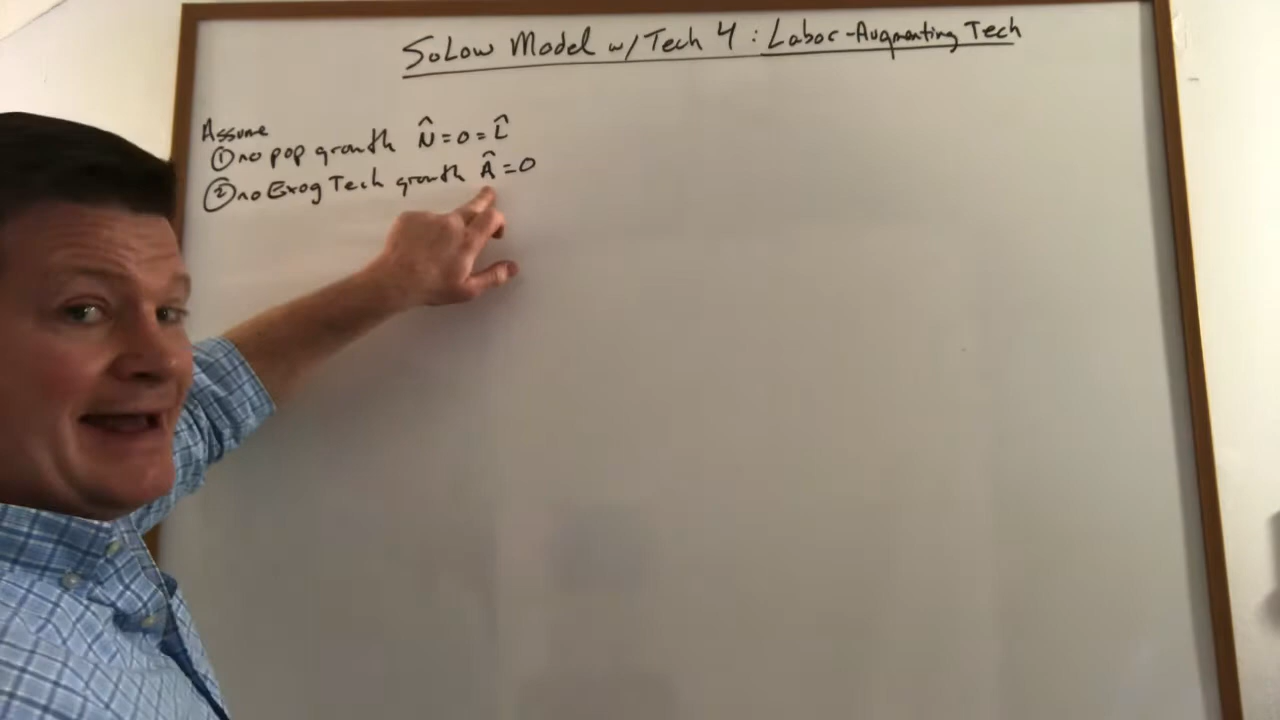 SoLow Model w/ Tech 4 : Labor-Augmenting Tech
Assume
① no pop growth N̂ = 0 = L̂
② no Exog Tech growth Â = 0